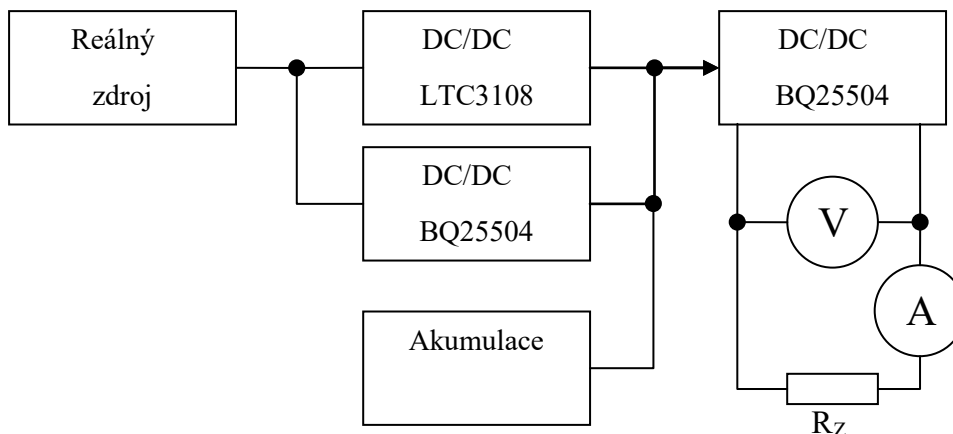 Reálný
zdroj
DC/DC
LTC3108
DC/DC
BQ25504
DC/DC
BQ25504
Akumulace
V
A
RZ